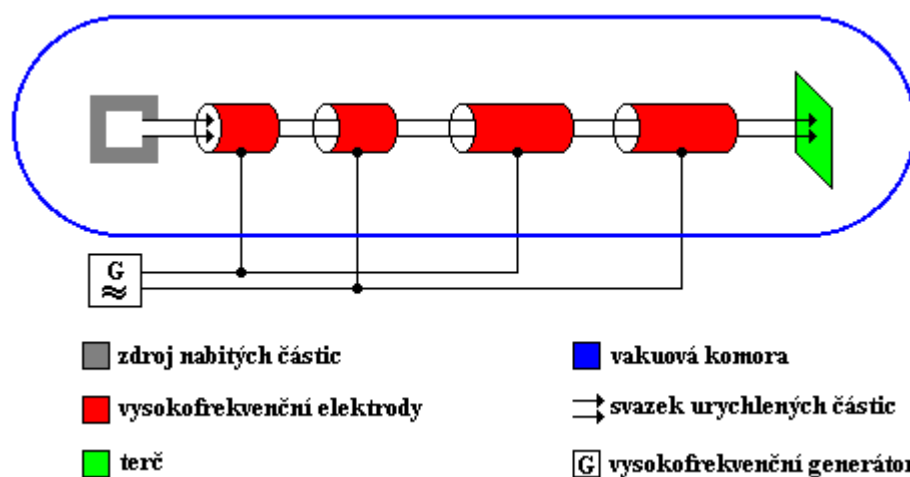 G
≈
zdroj nabitých částic
vysokofrekvenční elektrody
terč
vakuová komora
svazek urychlených částic
G vysokofrekvenční generátor